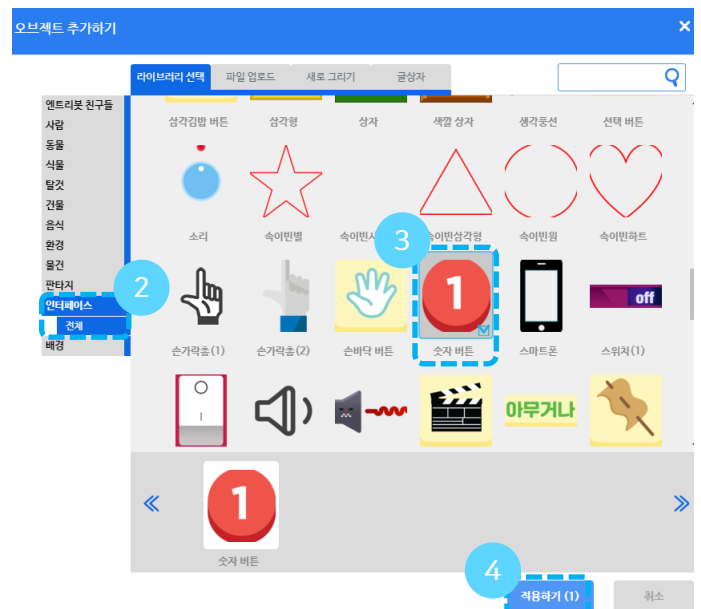 오브젝트 추가하기
×
라이브러리 선택
파일 업로드
새로 그리기
글상자
엔트리봇 친구들
사람
동물
식물
탈것
건물
음식
환경
물건
판타지
인터페이스
전체
배경
2
삼각김밥 버튼
삼각형
상자
색깔 상자
생각풍선
선택 버튼
소리
속이빈별
속이빈사
3
속이빈삼각형
속이빈원
속이빈하트
1
off
손가락총(1)
손가락총(2)
손바닥 버튼
숫자 버튼
스마트폰
스위치(1)
아무거나
«
1
»
숫자 버튼
4
적용하기 (1)
취소